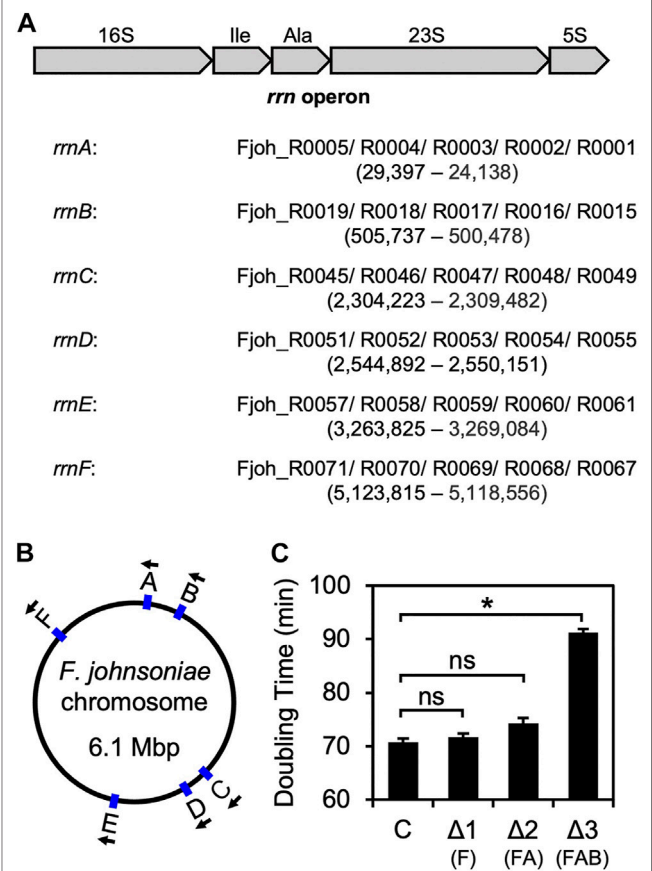 A
16S Ile Ala 23S 5S
rrn operon
rrnA: Fjoh_R0005/ R0004/ R0003/ R0002/ R0001
(29,397 – 24,138)
rrnB: Fjoh_R0019/ R0018/ R0017/ R0016/ R0015
(505,737 – 500,478)
rrnC: Fjoh_R0045/ R0046/ R0047/ R0048/ R0049
(2,304,223 – 2,309,482)
rrnD: Fjoh_R0051/ R0052/ R0053/ R0054/ R0055
(2,544,892 – 2,550,151)
rrnE: Fjoh_R0057/ R0058/ R0059/ R0060/ R0061
(3,263,825 – 3,269,084)
rrnF: Fjoh_R0071/ R0070/ R0069/ R0068/ R0067
(5,123,815 – 5,118,556)
B
A
B
F
F. johnsoniae
chromosome
6.1 Mbp
C
D
E
C
Doubling Time (min)
100
90
80
70
60
*
ns
ns
C Δ1 Δ2 Δ3
(F) (FA) (FAB)